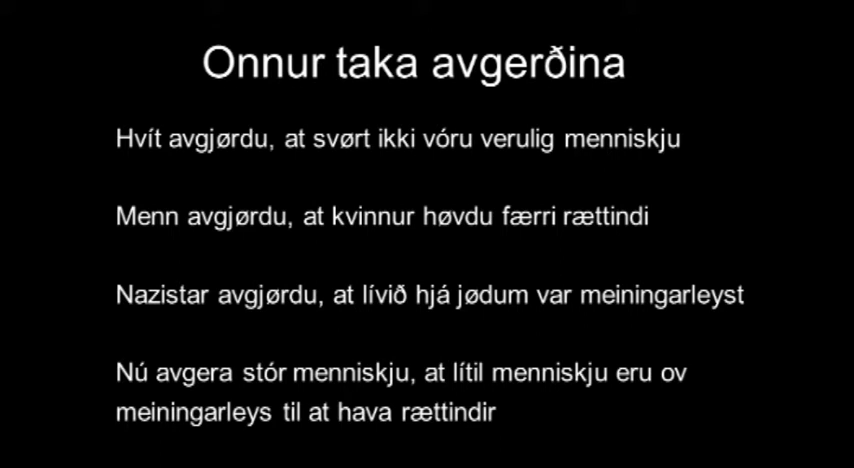 Onnur taka avgerðina
Hvít avgjørdu, at svørt ikki vóru verulig menniskju
Menn avgjørdu, at kvinnur høvdu færri rættindi
Nazistar avgjørdu, at lívið hjá jødum var meiningarleyst
Nú avgera stór menniskju, at lítil menniskju eru ov
meiningarleys til at hava rættindir